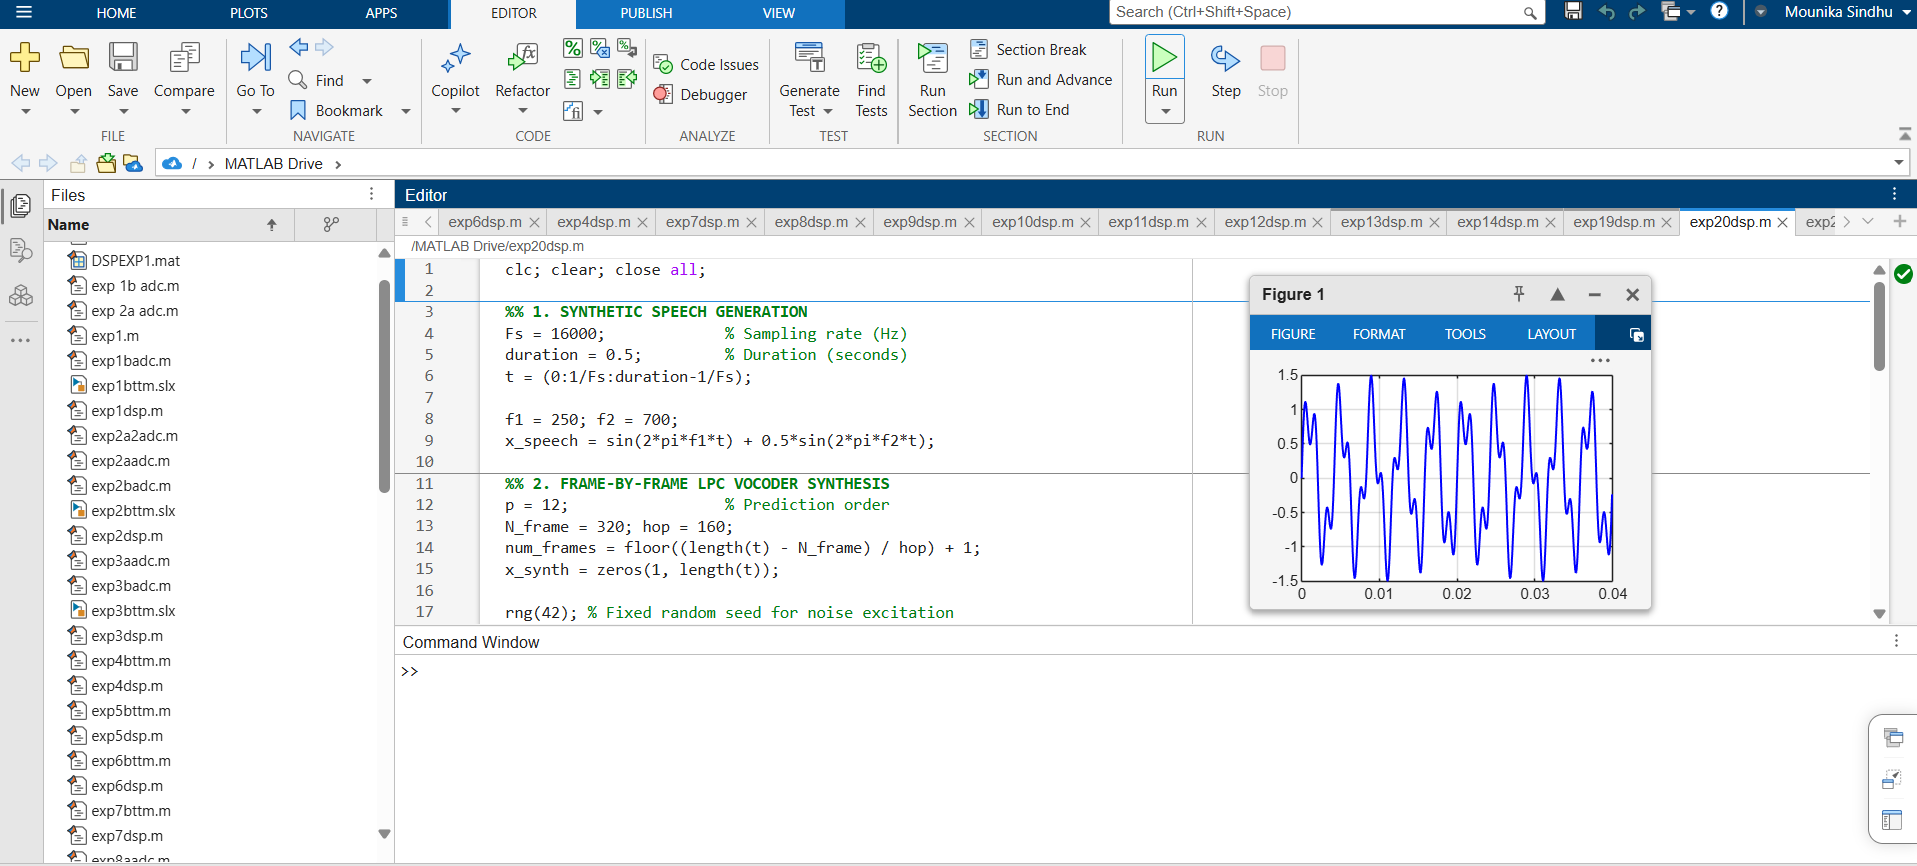 HOME PLOTS APPS EDITOR PUBLISH VIEW Search (Ctrl+Shift+Space) Mounika Sindhu
New Open Save Compare
FILE
Go To Find Bookmark
NAVIGATE
Copilot Refactor
CODE
Code Issues
Debugger
ANALYZE
Generate Test
Find Tests
TEST
Run Section
Section Break
Run and Advance
Run to End
SECTION
Run Step Stop
RUN
/ › MATLAB Drive ›
Files
Name
DSPEXP1.mat
exp 1b adc.m
exp 2a adc.m
exp1.m
exp1badc.m
exp1bttm.slx
exp1dsp.m
exp2a2adc.m
exp2aadc.m
exp2badc.m
exp2bttm.slx
exp2dsp.m
exp3aadc.m
exp3badc.m
exp3bttm.slx
exp3dsp.m
exp4bttm.m
exp4dsp.m
exp5bttm.m
exp5dsp.m
exp6bttm.m
exp6dsp.m
exp7bttm.m
exp7dsp.m
exp8aadc.m
Editor
exp6dsp.m exp4dsp.m exp7dsp.m exp8dsp.m exp9dsp.m exp10dsp.m exp11dsp.m exp12dsp.m exp13dsp.m exp14dsp.m exp19dsp.m exp20dsp.m exp2
/MATLAB Drive/exp20dsp.m
1 clc; clear; close all;
2
3 %% 1. SYNTHETIC SPEECH GENERATION
4 Fs = 16000; % Sampling rate (Hz)
5 duration = 0.5; % Duration (seconds)
6 t = (0:1/Fs:duration-1/Fs);
7
8 f1 = 250; f2 = 700;
9 x_speech = sin(2*pi*f1*t) + 0.5*sin(2*pi*f2*t);
10
11 %% 2. FRAME-BY-FRAME LPC VOCODER SYNTHESIS
12 p = 12; % Prediction order
13 N_frame = 320; hop = 160;
14 num_frames = floor((length(t) - N_frame) / hop) + 1;
15 x_synth = zeros(1, length(t));
16
17 rng(42); % Fixed random seed for noise excitation
Figure 1
FIGURE FORMAT TOOLS LAYOUT
1.5
1
0.5
0
-0.5
-1
-1.5
0 0.01 0.02 0.03 0.04
Command Window
>>